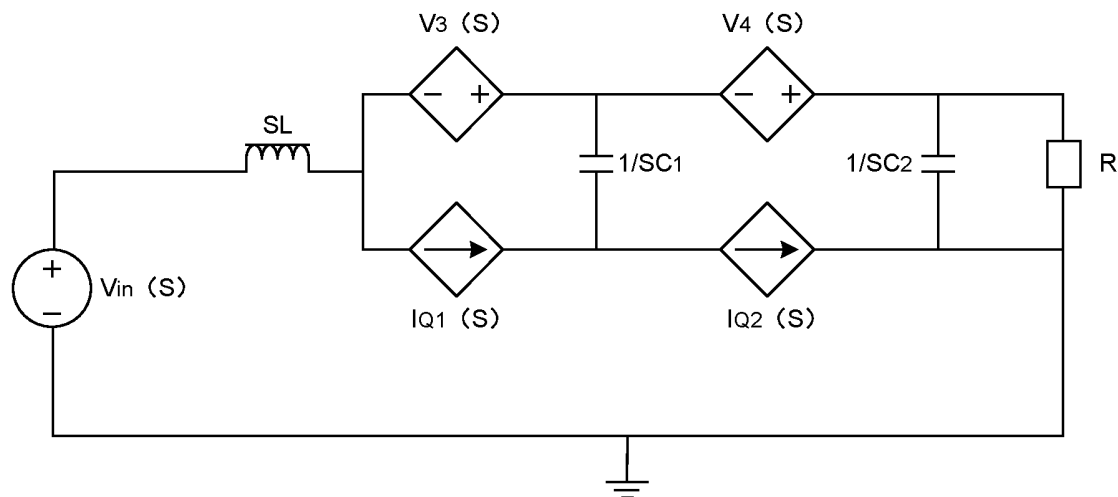 V3（S）
V4（S）
SL
1/SC1
1/SC2
R
+
−
Vin（S）
− +
− +
IQ1（S）
IQ2（S）